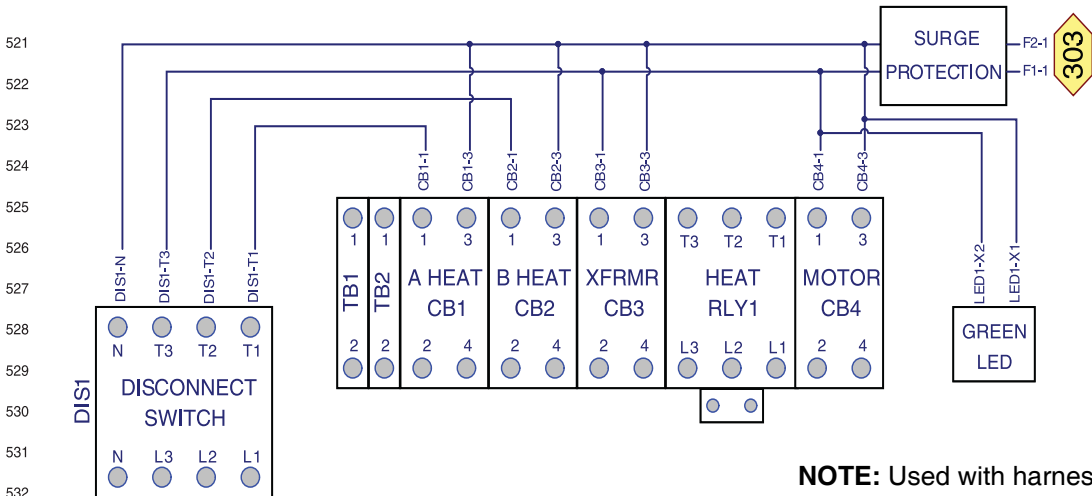 521
522
523
524
525
526
527
528
529
530
531
532
SURGE
PROTECTION
F2-1
F1-1
303
CB1-1
CB1-3
CB2-1
CB2-3
CB3-1
CB3-3
CB4-1
CB4-3
DIS1-N
DIS1-T3
DIS1-T2
DIS1-T1
LED1-X2
LED1-X1
1 1 1 3 1 3 1 3 T3 T2 T1 1 3
TB1
TB2
A HEAT
CB1
B HEAT
CB2
XFRMR
CB3
HEAT
RLY1
MOTOR
CB4
2 2 2 4 2 4 2 4 L3 L2 L1 2 4
GREEN
LED
DIS1
N T3 T2 T1
DISCONNECT
SWITCH
N L3 L2 L1
NOTE: Used with harnes